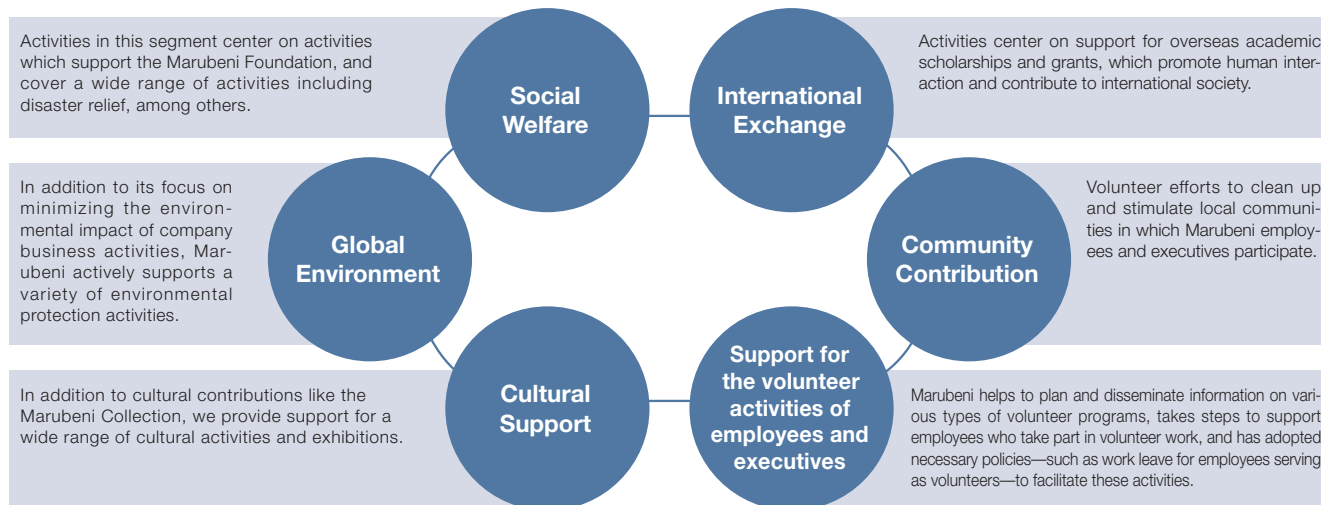 Activities in this segment center on activities
which support the Marubeni Foundation, and
cover a wide range of activities including
disaster relief, among others.
Social
Welfare
International
Exchange
Activities center on support for overseas academic
scholarships and grants, which promote human inter-
action and contribute to international society.
In addition to its focus on
minimizing the environ-
mental impact of company
business activities, Mar-
ubeni actively supports a
variety of environmental
protection activities.
Global
Environment
Community
Contribution
Volunteer efforts to clean up
and stimulate local communi-
ties in which Marubeni employ-
ees and executives participate.
In addition to cultural contributions like the
Marubeni Collection, we provide support for a
wide range of cultural activities and exhibitions.
Cultural
Support
Support for
the volunteer
activities of
employees and
executives
Marubeni helps to plan and disseminate information on vari-
ous types of volunteer programs, takes steps to support
employees who take part in volunteer work, and has adopted
necessary policies—such as work leave for employees serving
as volunteers—to facilitate these activities.